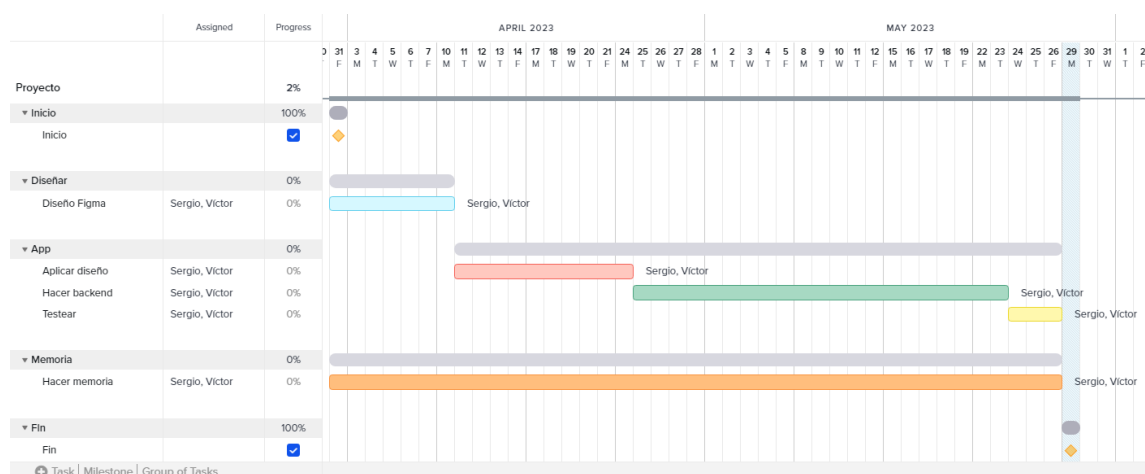 Assigned Progress APRIL 2023 MAY 2023
31 3 4 5 6 7 10 11 12 13 14 17 18 19 20 21 24 25 26 27 28 1 2 3 4 5 8 9 10 11 12 15 16 17 18 19 22 23 24 25 26 29 30 31 1 2
F M T W T F M T W T F M T W T F M T W T F M T W T F M T W T F M T W T F M T W T F M T W T F
Proyecto 2%
Inicio 100%
Inicio
Diseñar 0%
Diseño Figma Sergio, Víctor 0% Sergio, Víctor
App 0%
Aplicar diseño Sergio, Víctor 0% Sergio, Víctor
Hacer backend Sergio, Víctor 0% Sergio, Víctor
Testear Sergio, Víctor 0% Sergio, Víctor
Memoria 0%
Hacer memoria Sergio, Víctor 0% Sergio, Víctor
Fin 100%
Fin
Task | Milestone | Group of Tasks